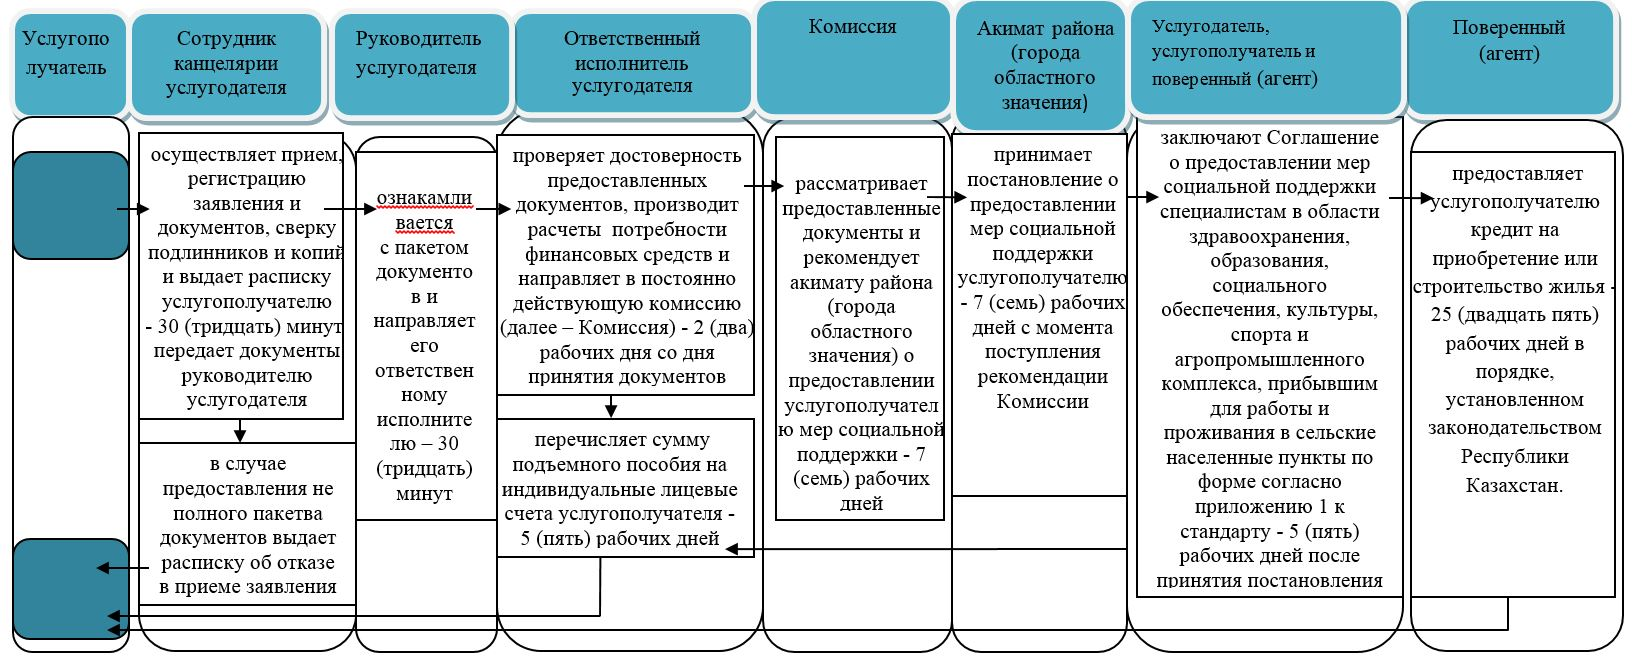 Услугопо
лучатель
Сотрудник
канцелярии
услугодателя
Руководитель
услугодателя
Ответственный
исполнитель
услугодателя
Комиссия
Акимат района
(города
областного
значения)
Услугодатель,
услугополучатель и
поверенный (агент)
Поверенный
(агент)
осуществляет прием,
регистрацию
заявления и
документов, сверку
подлинников и копий
и выдает расписку
услугополучателю
- 30 (тридцать) минут
передает документы
руководителю
услугодателя
в случае
предоставления не
полного пакетва
документов выдает
расписку об отказе
в приеме заявления
ознакамли
вается
с пакетом
документо
в и
направляет
его
ответствен
ному
исполните
лю – 30
(тридцать)
минут
проверяет достоверность
предоставленных
документов, производит
расчеты потребности
финансовых средств и
направляет в постоянно
действующую комиссию
(далее – Комиссия) - 2 (два)
рабочих дня со дня
принятия документов
перечисляет сумму
подъемного пособия на
индивидуальные лицевые
счета услугополучателя -
5 (пять) рабочих дней
рассматривает
предоставленные
документы и
рекомендует
акимату района
(города
областного
значения) о
предоставлении
услугополучател
ю мер социальной
поддержки - 7
(семь) рабочих
дней
принимает
постановление о
предоставлении
мер социальной
поддержки
услугополучателю
- 7 (семь) рабочих
дней с момента
поступления
рекомендации
Комиссии
заключают Соглашение
о предоставлении мер
социальной поддержки
специалистам в области
здравоохранения,
образования,
социального
обеспечения, культуры,
спорта и
агропромышленного
комплекса, прибывшим
для работы и
проживания в сельские
населенные пункты по
форме согласно
приложению 1 к
стандарту - 5 (пять)
рабочих дней после
принятия постановления
предоставляет
услугополучателю
кредит на
приобретение или
строительство жилья -
25 (двадцать пять)
рабочих дней в
порядке,
установленном
законодательством
Республики
Казахстан.